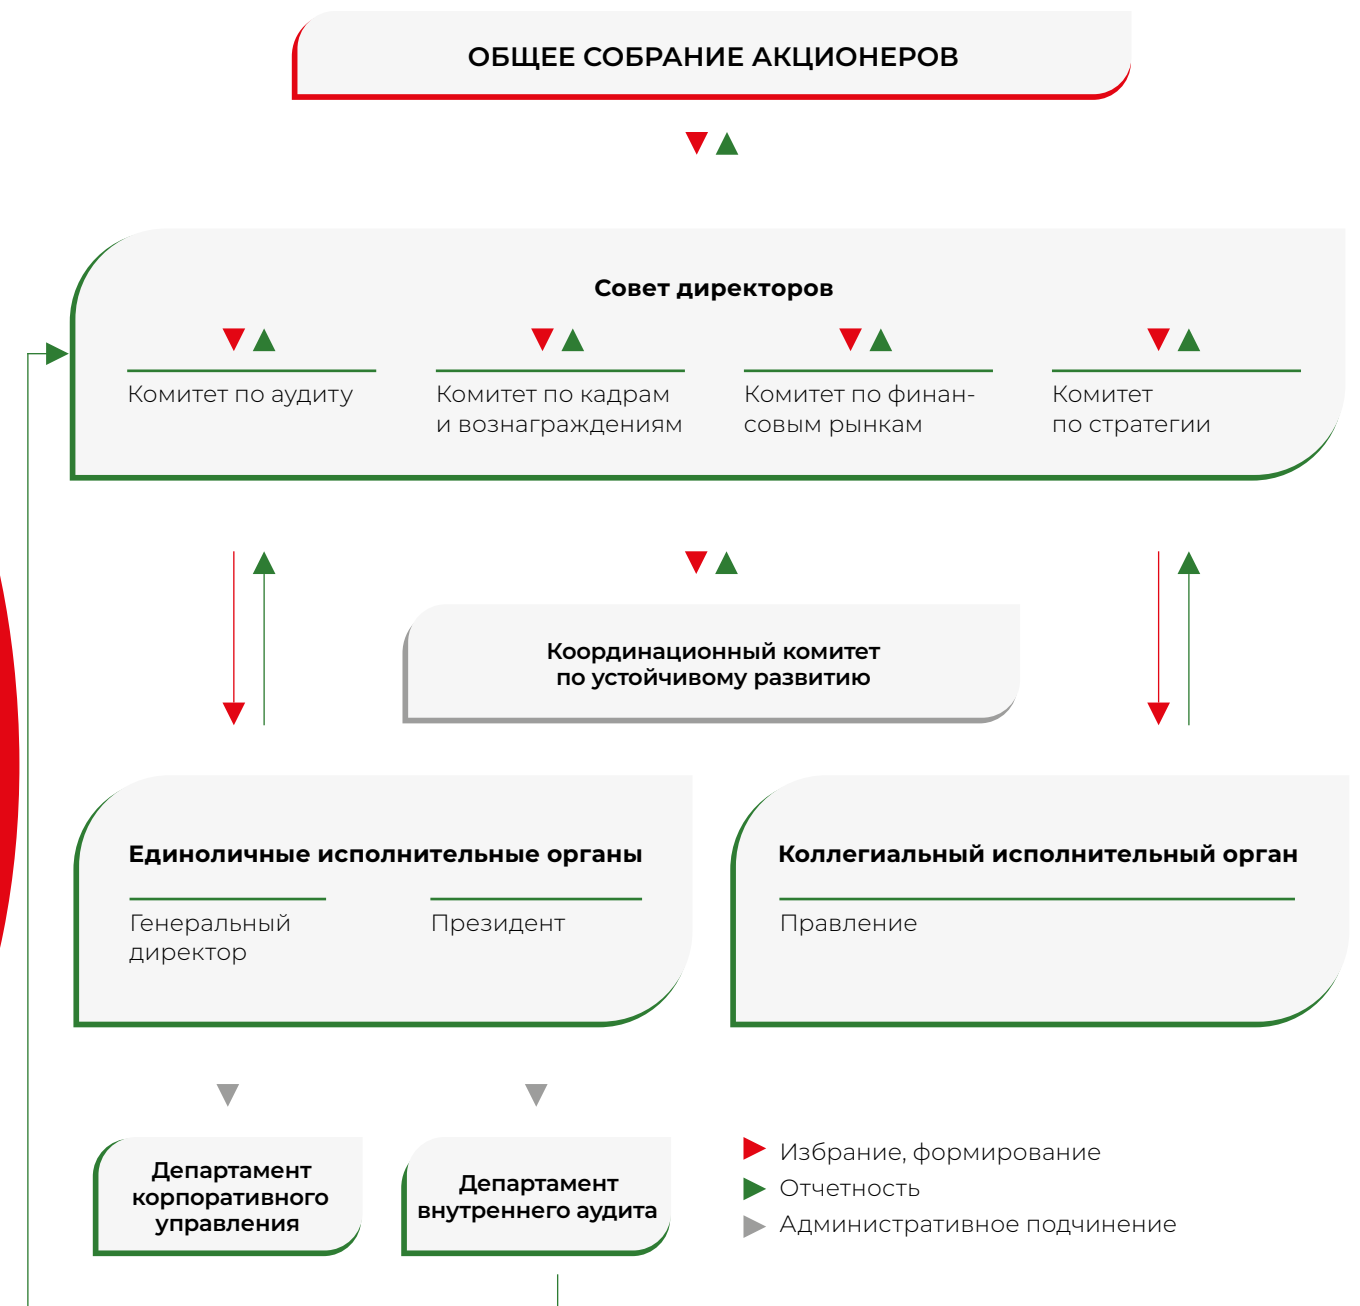 ОБЩЕЕ СОБРАНИЕ АКЦИОНЕРОВ
Совет директоров
Комитет по аудиту
Комитет по кадрам
и вознаграждениям
Комитет по финан-
совым рынкам
Комитет
по стратегии
Координационный комитет
по устойчивому развитию
Единоличные исполнительные органы
Генеральный
директор
Президент
Коллегиальный исполнительный орган
Правление
Департамент
корпоративного
управления
Департамент
внутреннего аудита
Избрание, формирование
Отчетность
Административное подчинение